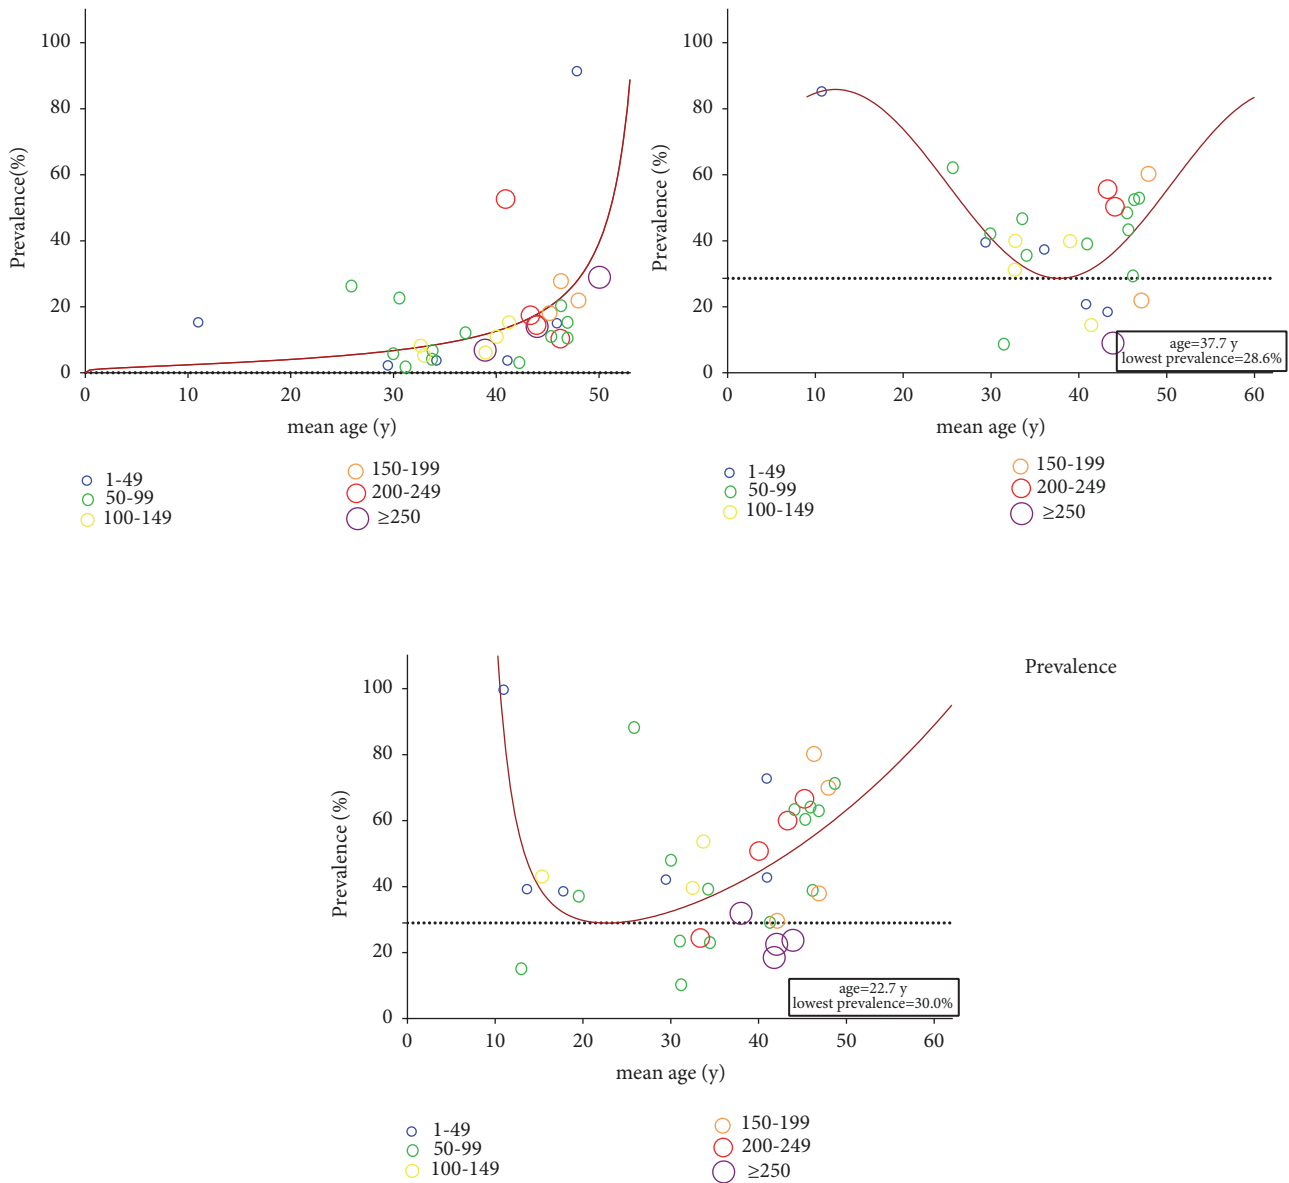 100
80
60
40
20
0
Prevalence(%)
0 10 20 30 40 50
mean age (y)
1-49
50-99
100-149
150-199
200-249
≥250
100
80
60
40
20
0
Prevalence (%)
age=37.7 y
lowest prevalence=28.6%
0 10 20 30 40 50 60
mean age (y)
1-49
50-99
100-149
150-199
200-249
≥250
Prevalence
100
80
60
40
20
0
Prevalence (%)
age=22.7 y
lowest prevalence=30.0%
0 10 20 30 40 50 60
mean age (y)
1-49
50-99
100-149
150-199
200-249
≥250